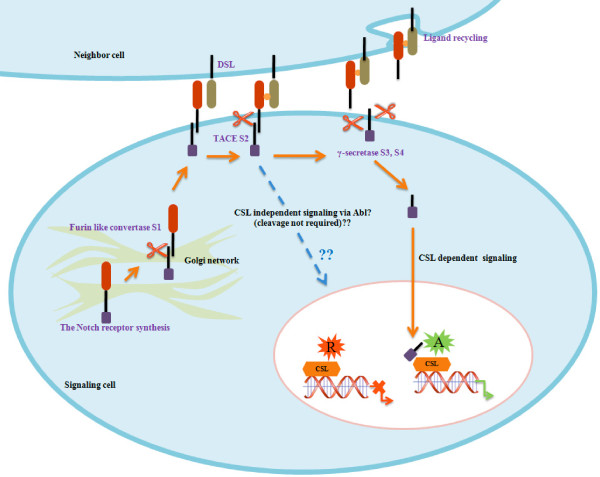 Neighbor cell
Ligand recycling
DSL
TACE S2
γ-secretase S3, S4
CSL independent signaling via Abl?
(cleavage not required)??
Furin like convertase S1
??
Golgi network
CSL dependent signaling
The Notch receptor synthesis
R
A
CSL
CSL
Signaling cell